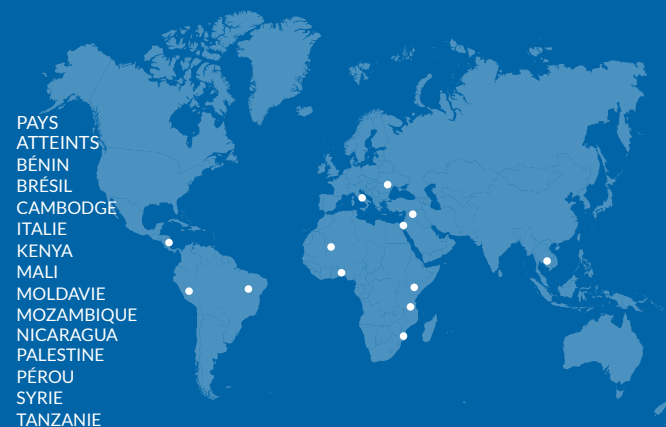 PAYS
ATTEINTS
BÉNIN
BRÉSIL
CAMBODGE
ITALIE
KENYA
MALI
MOLDAVIE
MOZAMBIQUE
NICARAGUA
PALESTINE
PÉROU
SYRIE
TANZANIE